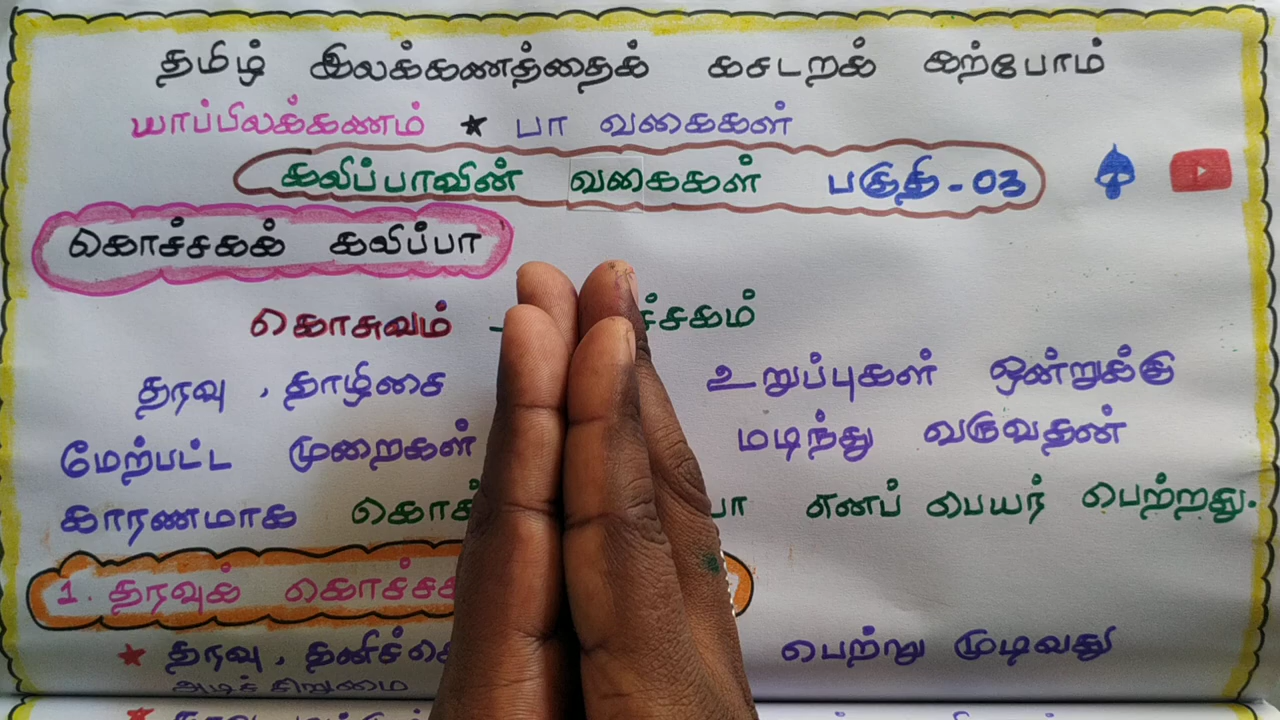 தமிழ் இலக்கணத்தைக் கசடறக் கற்போம்
யாப்பிலக்கணம் ★ பா வகைகள்
கலிப்பாவின் வகைகள் பகுதி - 03
கொச்சகக் கலிப்பா
கொசுவம் -
தரவு , தாழிசை உறுப்புகள் ஒன்றுக்கு
மேற்பட்ட முறைகள் மடிந்து வருவதன்
காரணமாக எனப் பெயர் பெற்றது.
1. தரவுக்
★ தரவு , பெற்று முடிவது
அடிச் சிறுமை